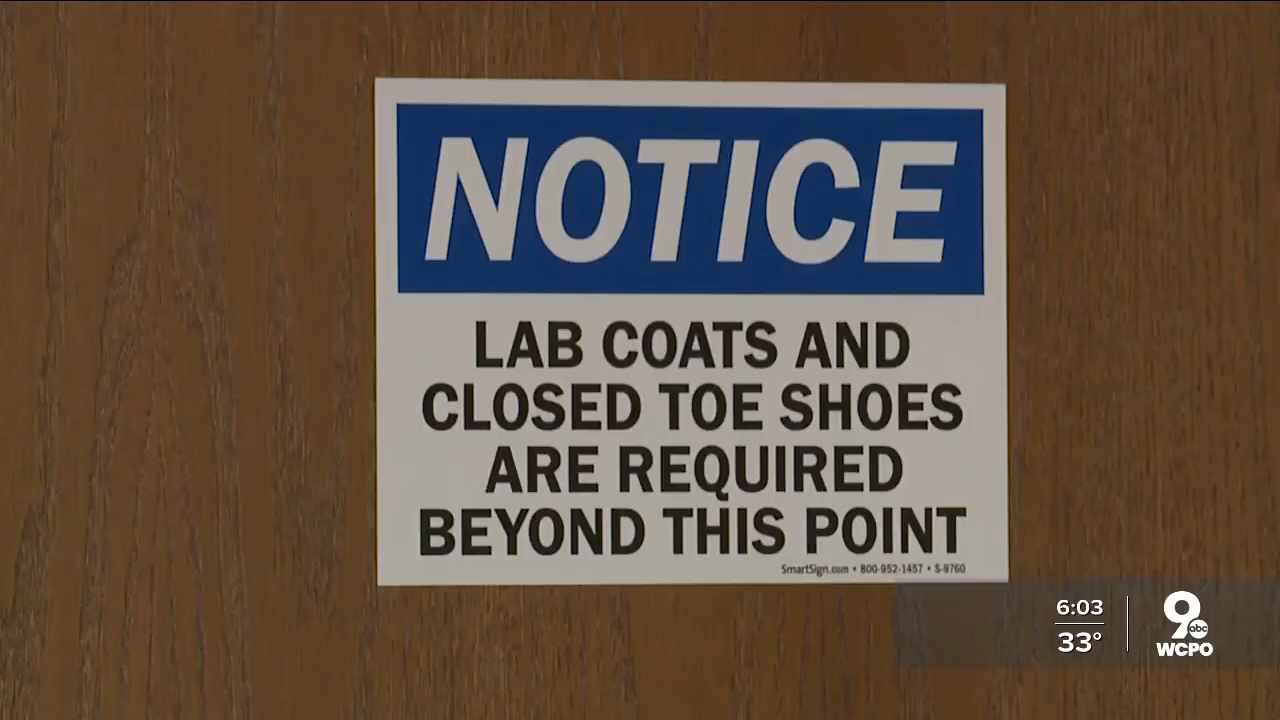 NOTICE
LAB COATS AND
CLOSED TOE SHOES
ARE REQUIRED
BEYOND THIS POINT
SmartSign.com • 800-952-1457 • S-9760
6:03
33°
9
abc
WCPO